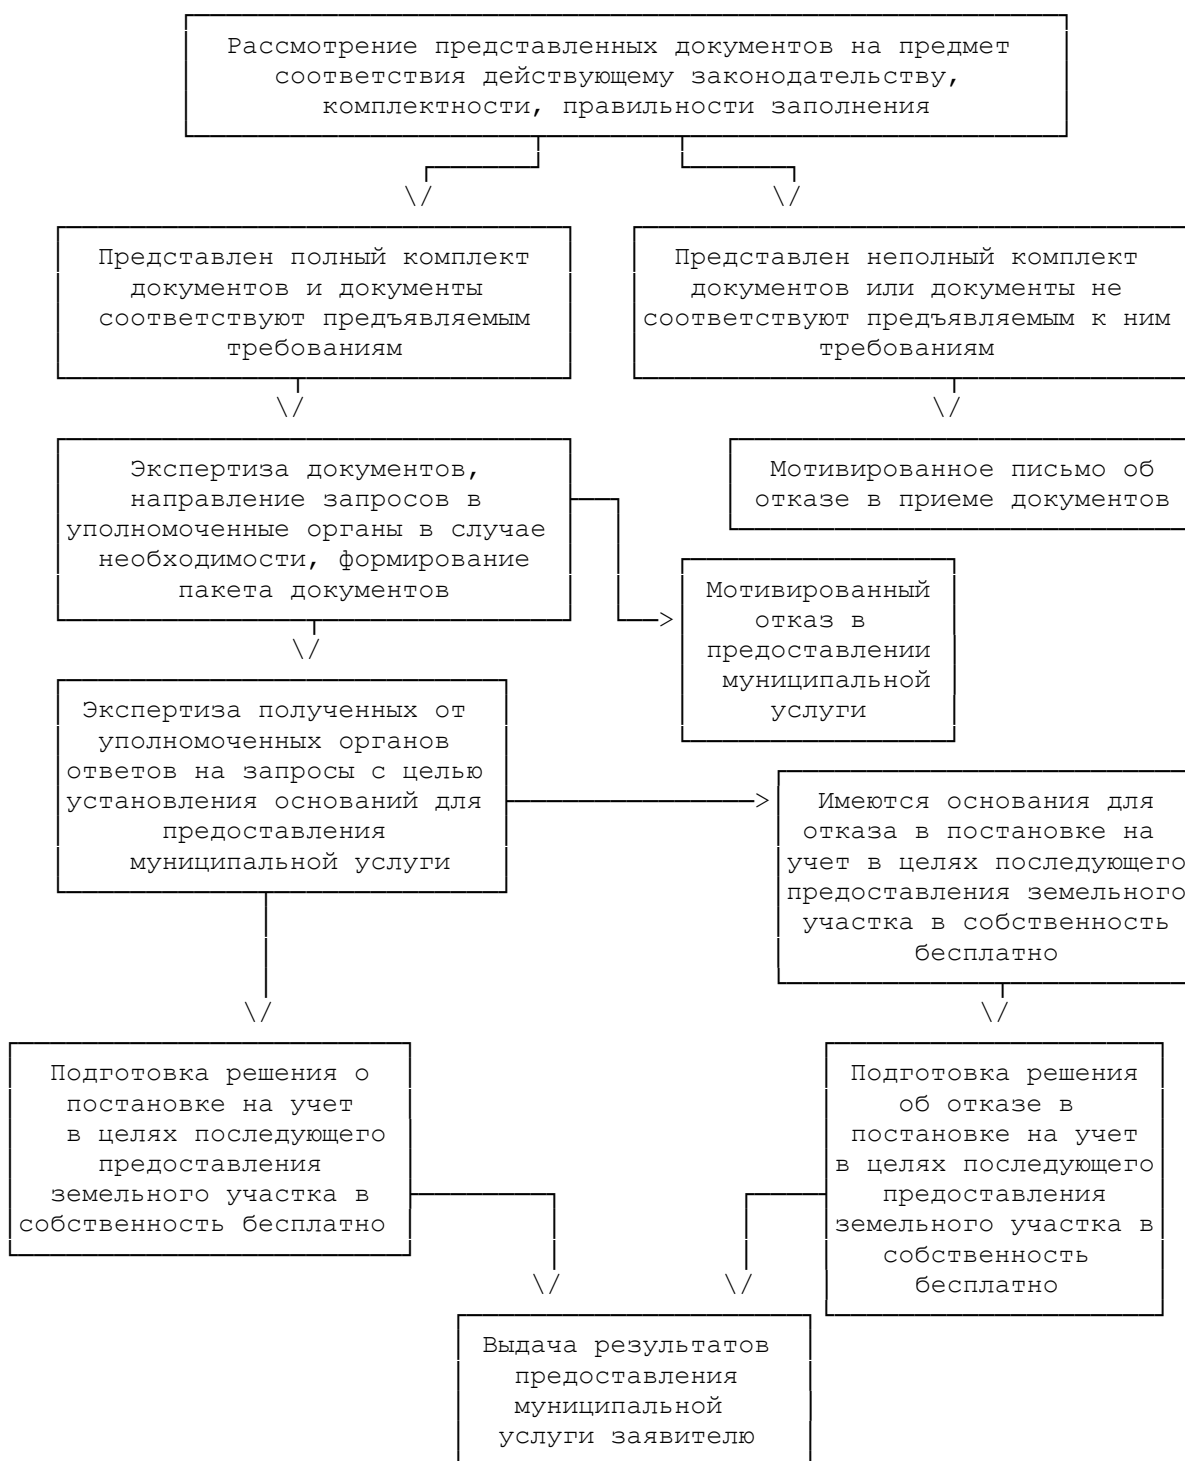 Рассмотрение представленных документов на предмет
соответствия действующему законодательству,
комплектности, правильности заполнения
Представлен полный комплект
документов и документы
соответствуют предъявляемым
требованиям
Представлен неполный комплект
документов или документы не
соответствуют предъявляемым к ним
требованиям
Экспертиза документов,
направление запросов в
уполномоченные органы в случае
необходимости, формирование
пакета документов
Мотивированное письмо об
отказе в приеме документов
Мотивированный
отказ в
предоставлении
муниципальной
услуги
Экспертиза полученных от
уполномоченных органов
ответов на запросы с целью
установления оснований для
предоставления
муниципальной услуги
Имеются основания для
отказа в постановке на
учет в целях последующего
предоставления земельного
участка в собственность
бесплатно
Подготовка решения о
постановке на учет
в целях последующего
предоставления
земельного участка в
собственность бесплатно
Подготовка решения
об отказе в
постановке на учет
в целях последующего
предоставления
земельного участка в
собственность
бесплатно
Выдача результатов
предоставления
муниципальной
услуги заявителю